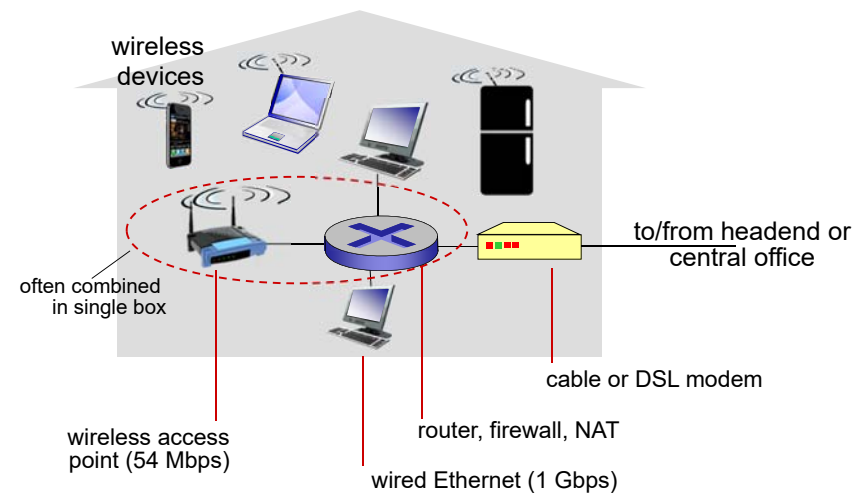 wireless
devices
to/from headend or
central office
often combined
in single box
cable or DSL modem
router, firewall, NAT
wireless access
point (54 Mbps)
wired Ethernet (1 Gbps)